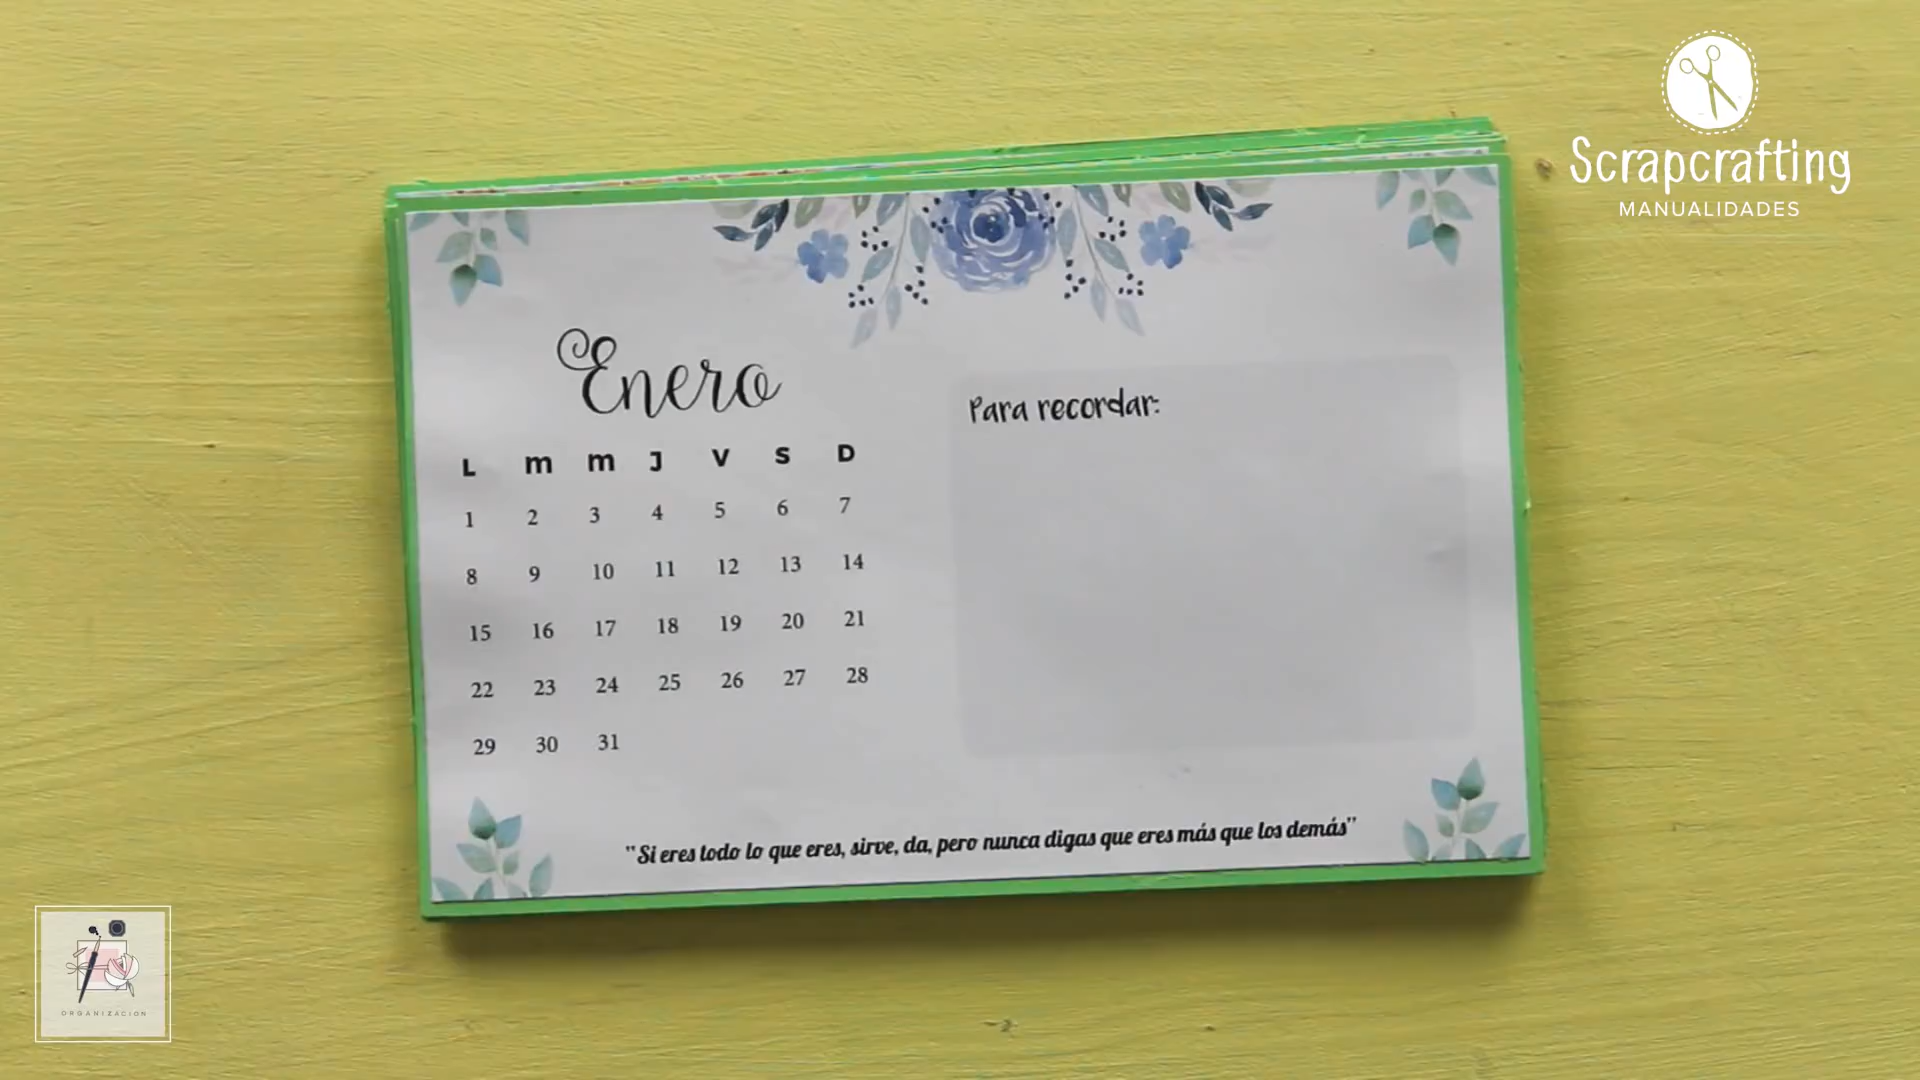 Scrapcrafting
MANUALIDADES
Enero
L m m J V S D
1 2 3 4 5 6 7
8 9 10 11 12 13 14
15 16 17 18 19 20 21
22 23 24 25 26 27 28
29 30 31
Para recordar:
"Si eres todo lo que eres, sirve, da, pero nunca digas que eres más que los demás"
ORGANIZACION